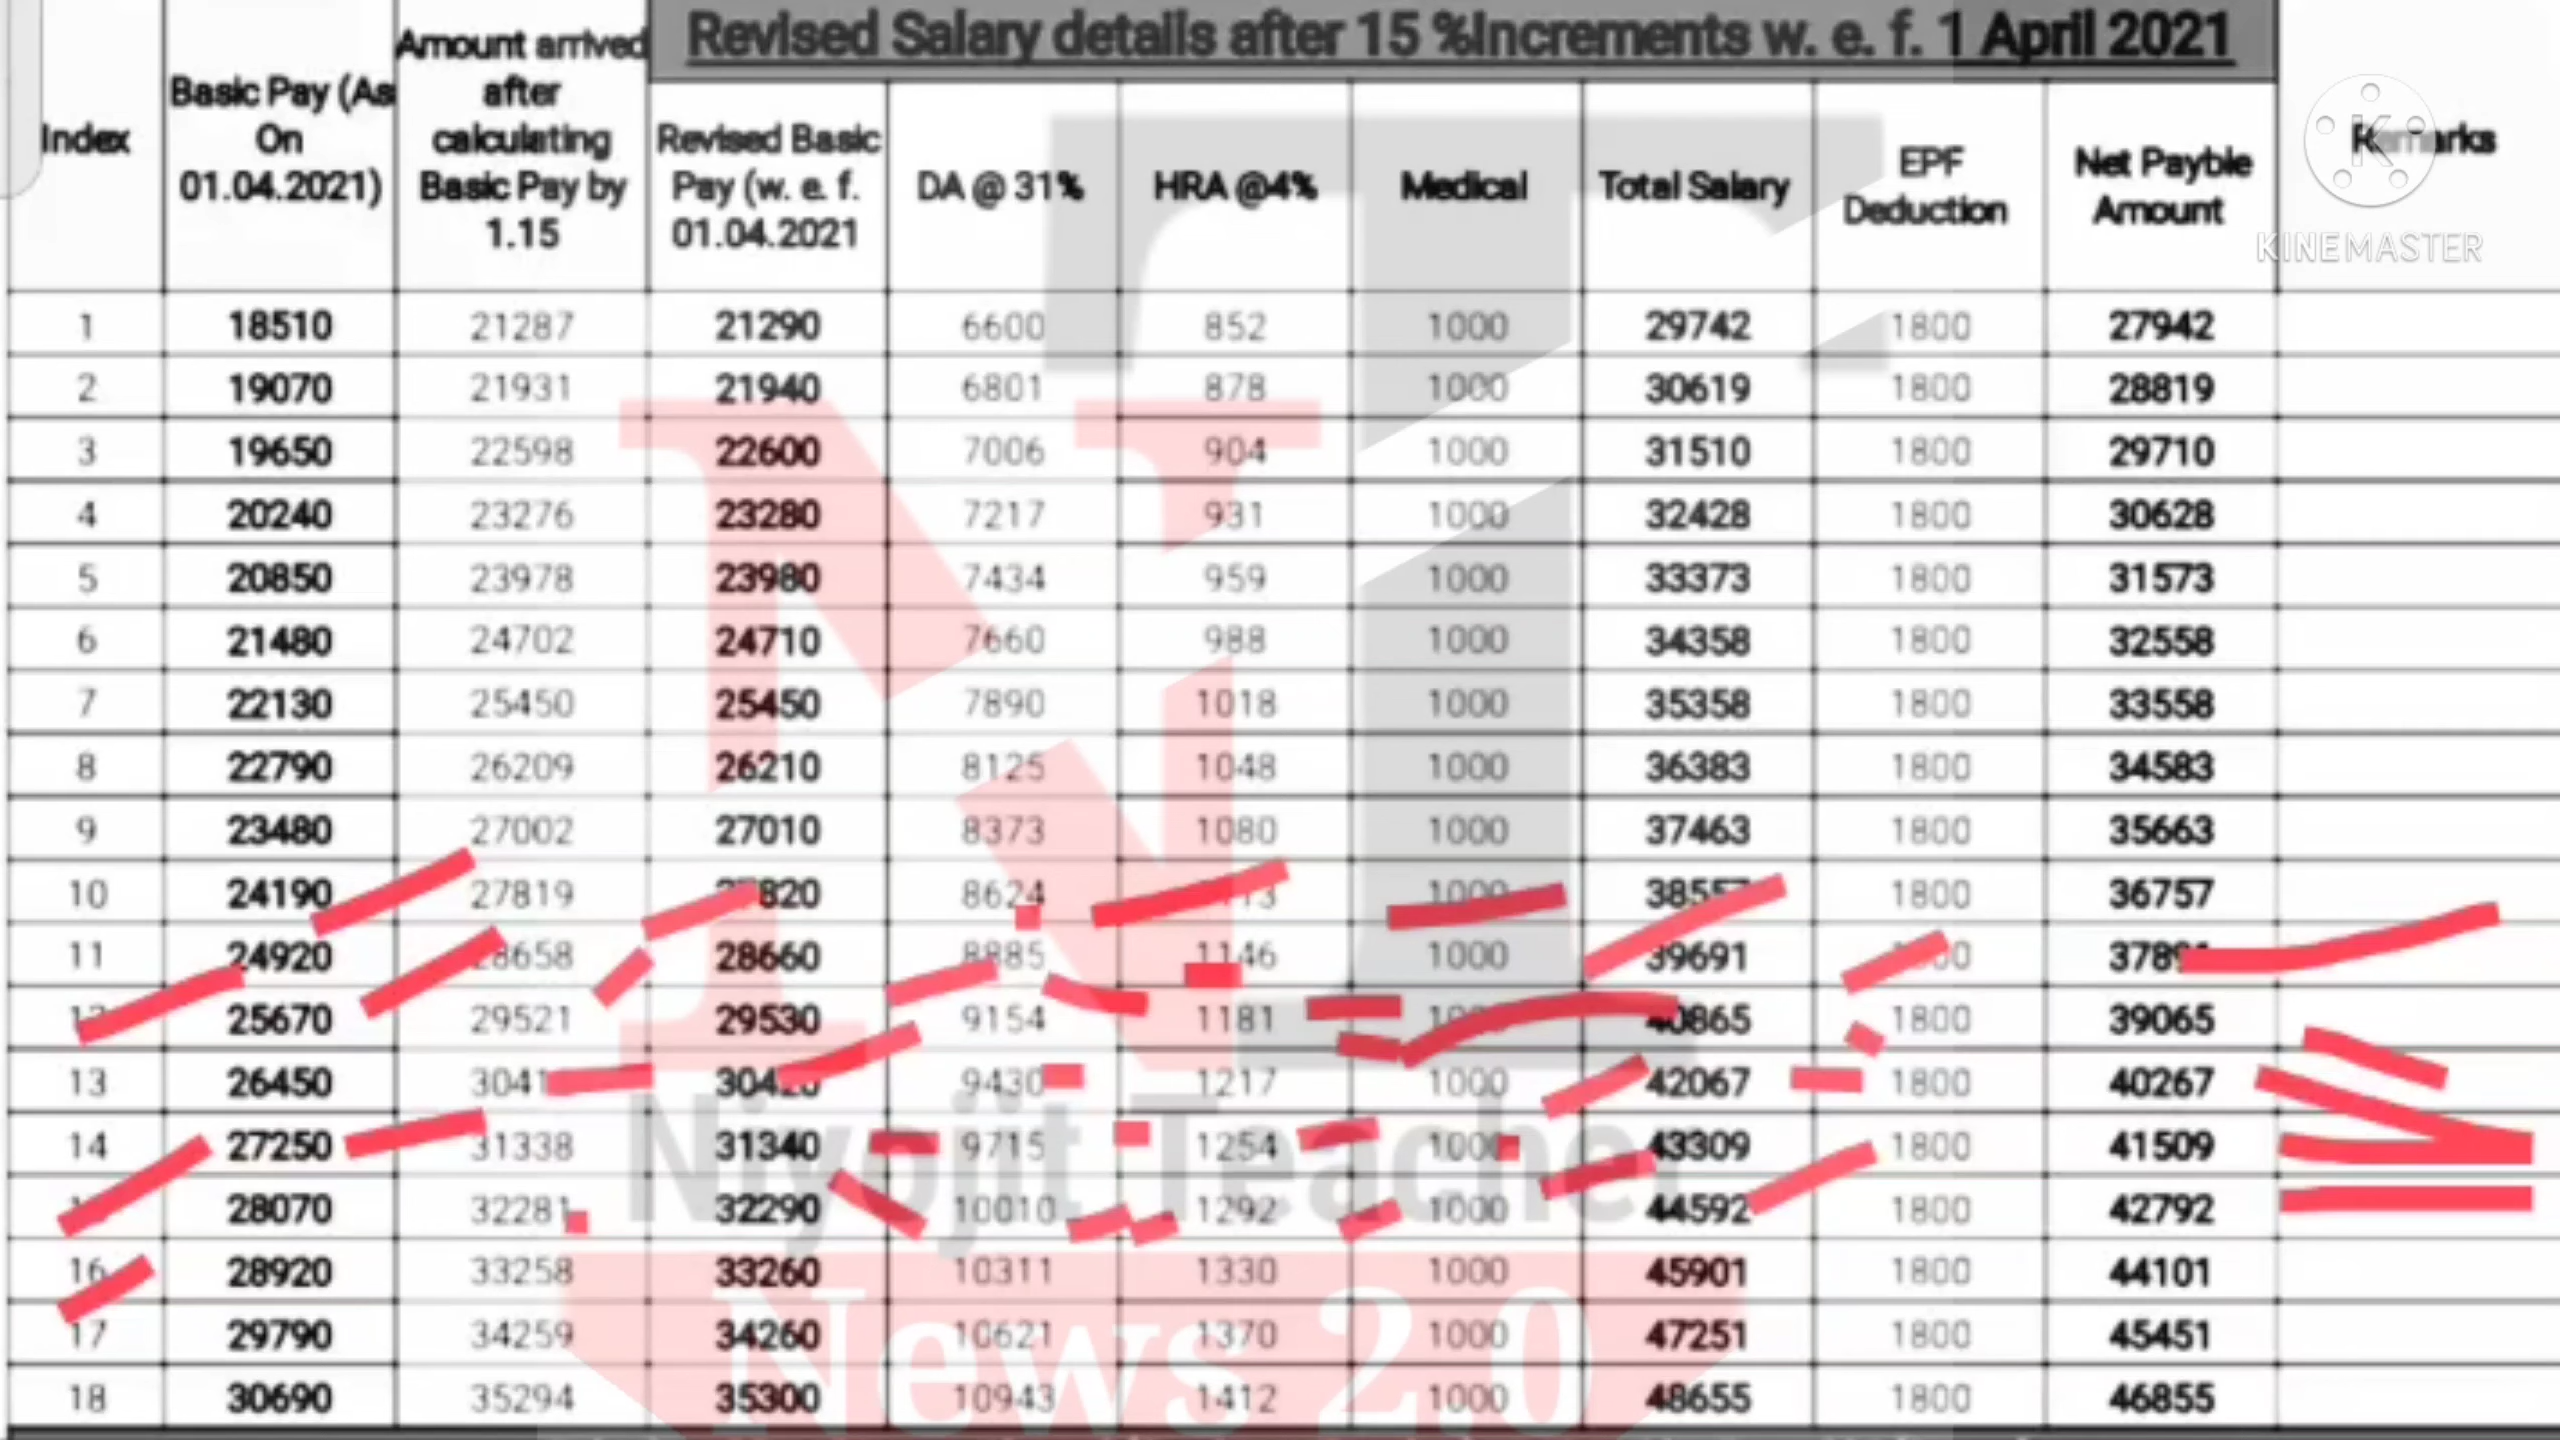 Revised Salary details after 15 %Increments w. e. f. 1 April 2021
Index
Basic Pay (As On 01.04.2021)
Amount arrived after calculating Basic Pay by 1.15
Revised Basic Pay (w. e. f. 01.04.2021
DA @ 31%
HRA @4%
Medical
Total Salary
EPF Deduction
Net Payble Amount
KINEMASTER
1 18510 21287 21290 6600 852 1000 29742 1800 27942
2 19070 21931 21940 6801 878 1000 30619 1800 28819
3 19650 22598 22600 7006 904 1000 31510 1800 29710
4 20240 23276 23280 7217 931 1000 32428 1800 30628
5 20850 23978 23980 7434 959 1000 33373 1800 31573
6 21480 24702 24710 7660 988 1000 34358 1800 32558
7 22130 25450 25450 7890 1018 1000 35358 1800 33558
8 22790 26209 26210 8125 1048 1000 36383 1800 34583
9 23480 27002 27010 8373 1080 1000 37463 1800 35663
10 24190 27819 8624 1000 38557 1800 36757
11 24920 28660 8885 1146 1000 39691
25670 29521 29530 9154 1181 40865 1800 39065
13 26450 9430 1217 1000 42067 1800 40267
14 27250 31338 31340 9715 1254 1000 43309 1800 41509
28070 32281 32290 10010 1292 1000 44592 1800 42792
16 28920 33258 33260 10311 1330 1000 45901 1800 44101
17 29790 34259 34260 10621 1370 1000 47251 1800 45451
18 30690 35294 35300 10943 1412 1000 48655 1800 46855
Niyojit Teacher
News 2.0